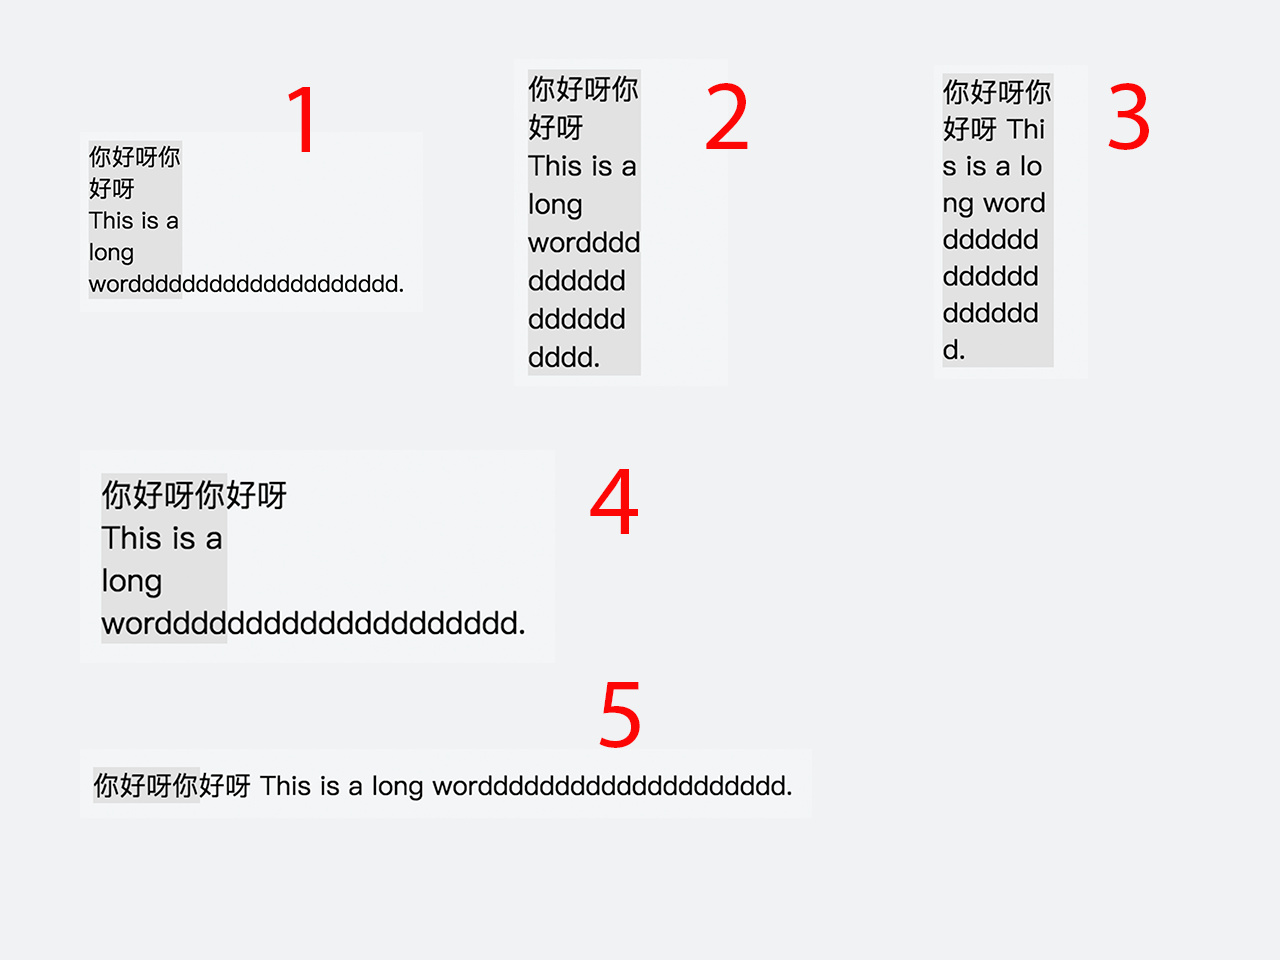 1
你好呀你
好呀
This is a
long
worddddddddddddddddddddd.
2
你好呀你
好呀
This is a
long
wordddd
dddddd
dddddd
dddd.
3
你好呀你
好呀 Thi
s is a lo
ng word
dddddd
dddddd
dddddd
d.
4
你好呀你好呀
This is a
long
worddddddddddddddddddddd.
5
你好呀你好呀 This is a long worddddddddddddddddddddd.